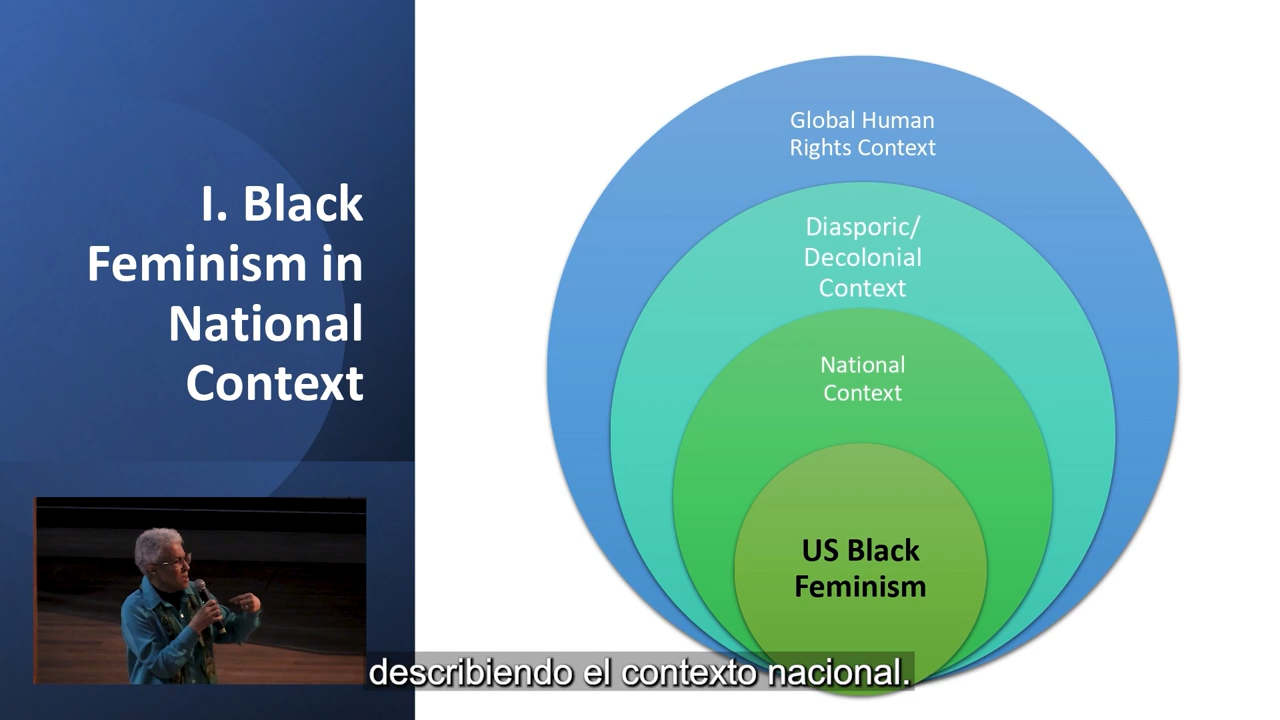 I. Black
Feminism in
National
Context
Global Human
Rights Context
Diasporic/
Decolonial
Context
National
Context
US Black
Feminism
describiendo el contexto nacional.